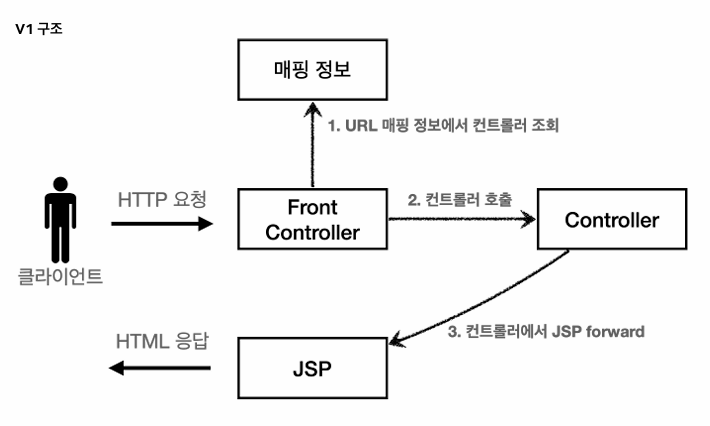 V1 구조
매핑 정보
1. URL 매핑 정보에서 컨트롤러 조회
HTTP 요청
Front
Controller
2. 컨트롤러 호출
Controller
클라이언트
3. 컨트롤러에서 JSP forward
HTML 응답
JSP